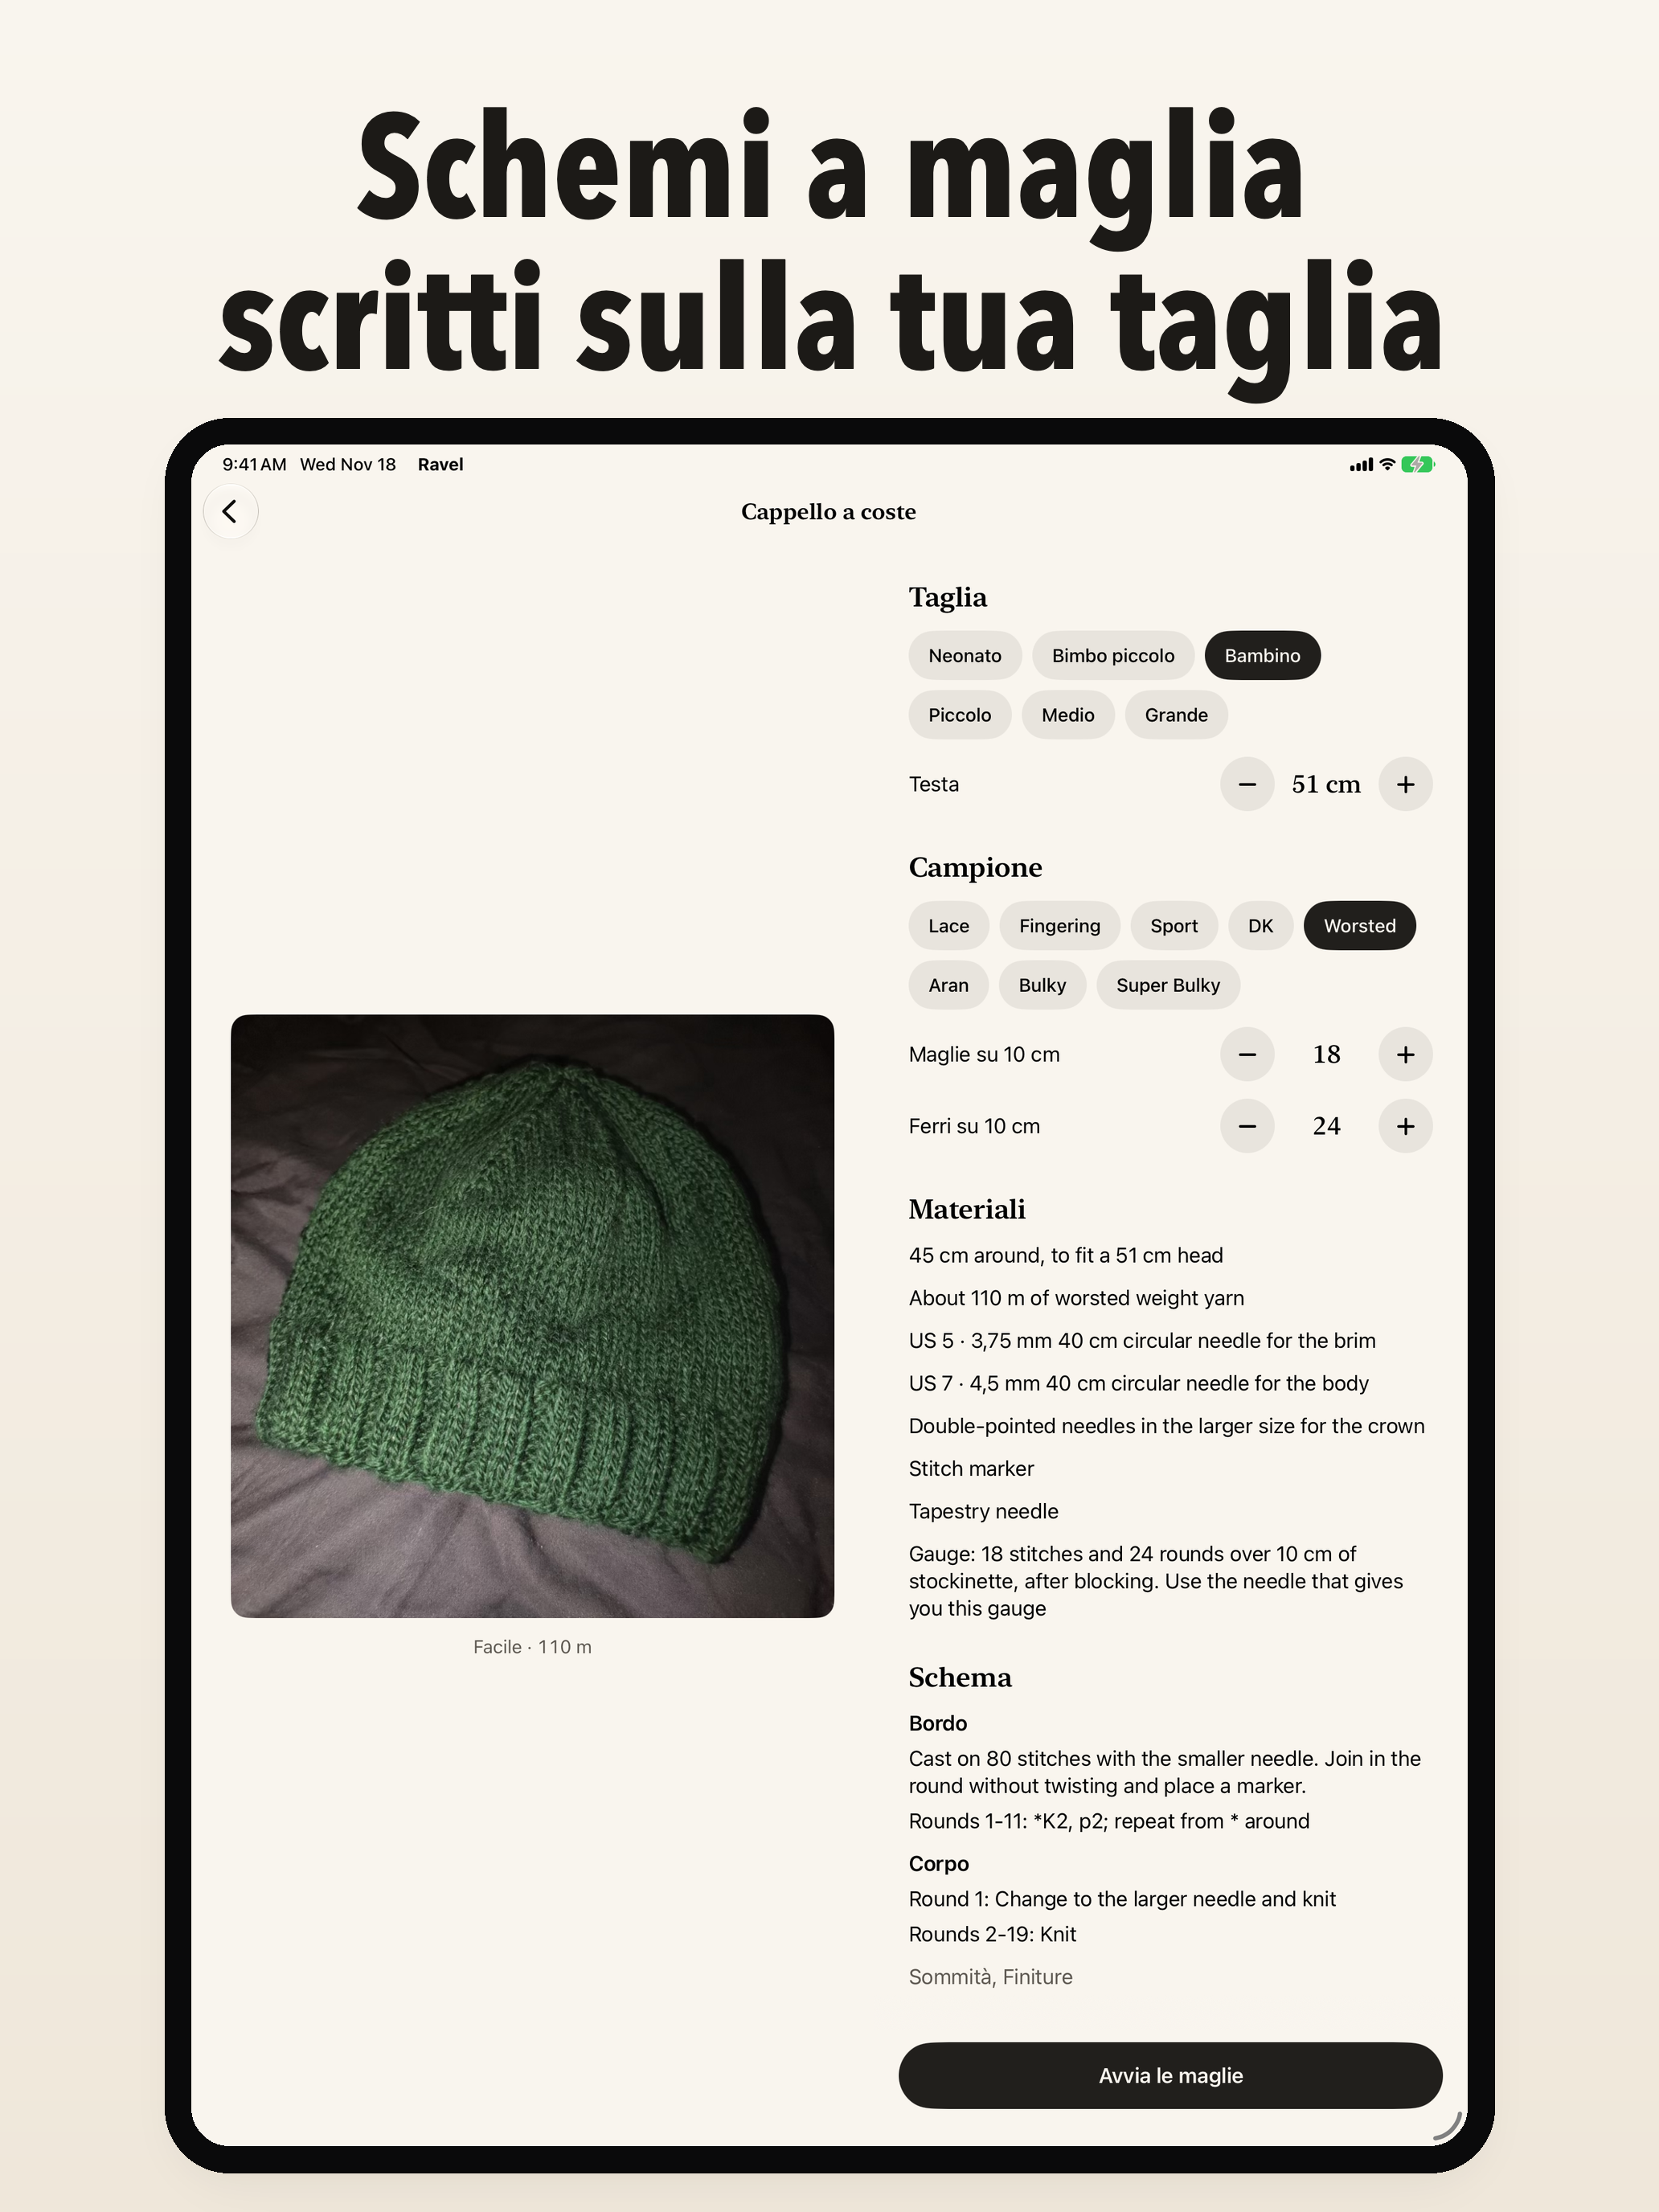 Schemi a maglia
scritti sulla tua taglia
9:41 AM Wed Nov 18 Ravel
Cappello a coste
Taglia
Neonato Bimbo piccolo Bambino
Piccolo Medio Grande
Testa − 51 cm +
Campione
Lace Fingering Sport DK Worsted
Aran Bulky Super Bulky
Maglie su 10 cm − 18 +
Ferri su 10 cm − 24 +
Materiali
45 cm around, to fit a 51 cm head
About 110 m of worsted weight yarn
US 5 · 3,75 mm 40 cm circular needle for the brim
US 7 · 4,5 mm 40 cm circular needle for the body
Double-pointed needles in the larger size for the crown
Stitch marker
Tapestry needle
Gauge: 18 stitches and 24 rounds over 10 cm of
stockinette, after blocking. Use the needle that gives
you this gauge
Facile · 110 m
Schema
Bordo
Cast on 80 stitches with the smaller needle. Join in the
round without twisting and place a marker.
Rounds 1-11: *K2, p2; repeat from * around
Corpo
Round 1: Change to the larger needle and knit
Rounds 2-19: Knit
Sommità, Finiture
Avvia le maglie